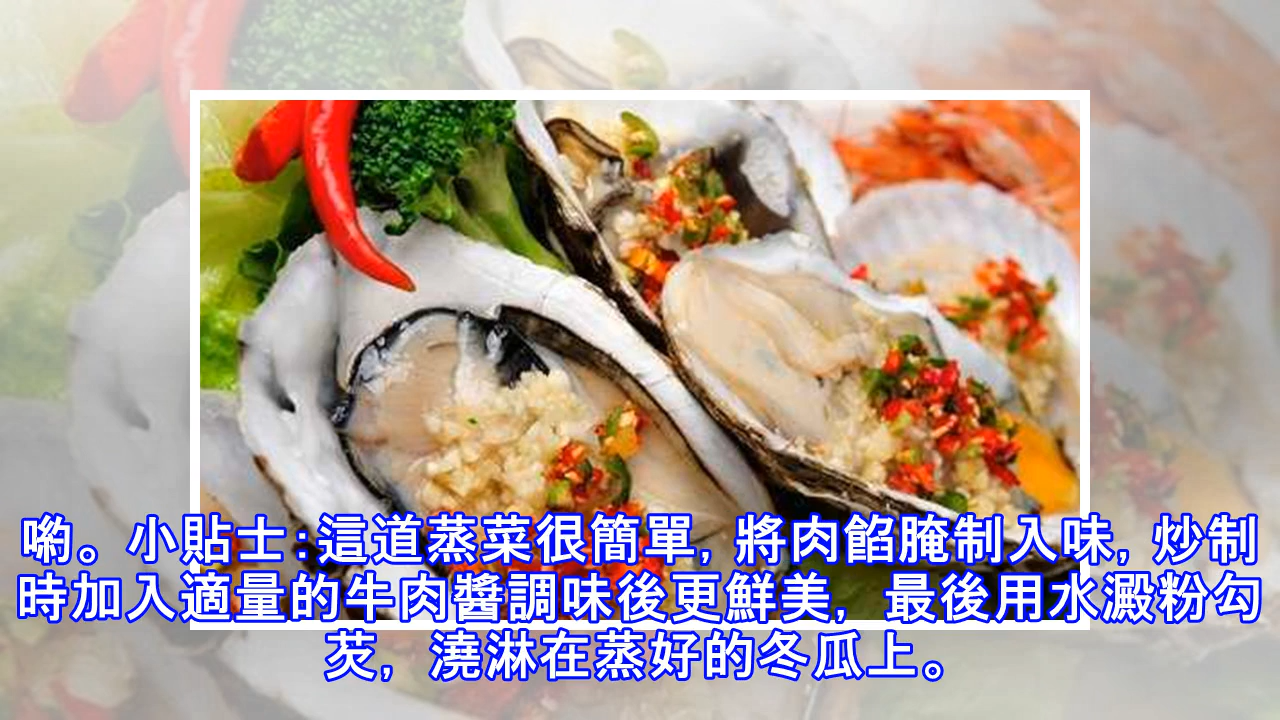 喲。小貼士:這道蒸菜很簡單,將肉餡腌制入味,炒制
時加入適量的牛肉醬調味後更鮮美,最後用水澱粉勾
芡,澆淋在蒸好的冬瓜上。